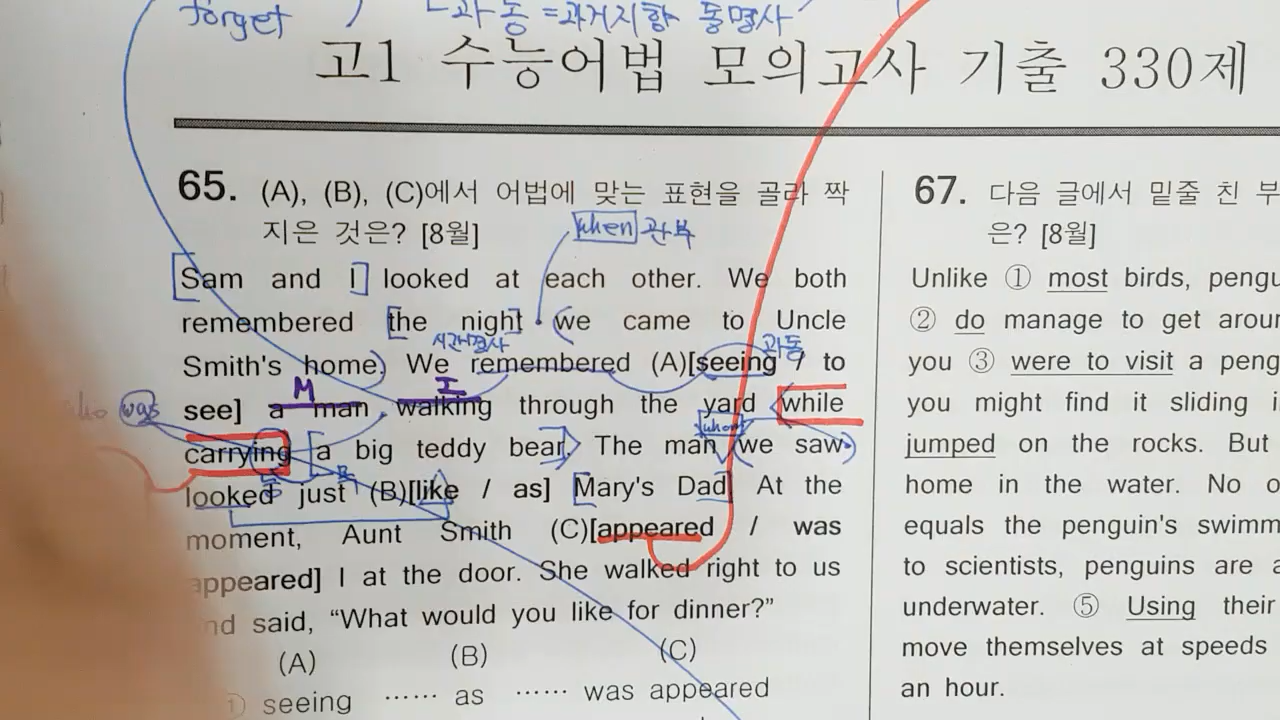 forget
과동 = 과거지향 동명사
고1 수능어법 모의고사 기출 330제
65. (A), (B), (C)에서 어법에 맞는 표현을 골라 짝
지은 것은? [8월]
when 관부
[Sam and I] looked at each other. We both
remembered [the night] (we came to Uncle
Smith's home) We remembered (A)[seeing / to
과동
M
I
who was
see] a man walking through the yard <while
carrying [a big teddy bear]> The man (we saw)
whom
looked just (B)[like / as] [Mary's Dad] At the
moment, Aunt Smith (C)[appeared / was
appeared] I at the door. She walked right to us
said, “What would you like for dinner?”
(A) (B) (C)
① seeing ······ as ······ was appeared
67. 다음 글에서 밑줄 친 부
은? [8월]
Unlike ① most birds,
② do manage to get
you ③ were to visit a
you might find it sliding
jumped on the rocks. But
home in the water. No
equals the penguin's
to scientists, penguins are
underwater. ⑤ Using their
move themselves at speeds
an hour.